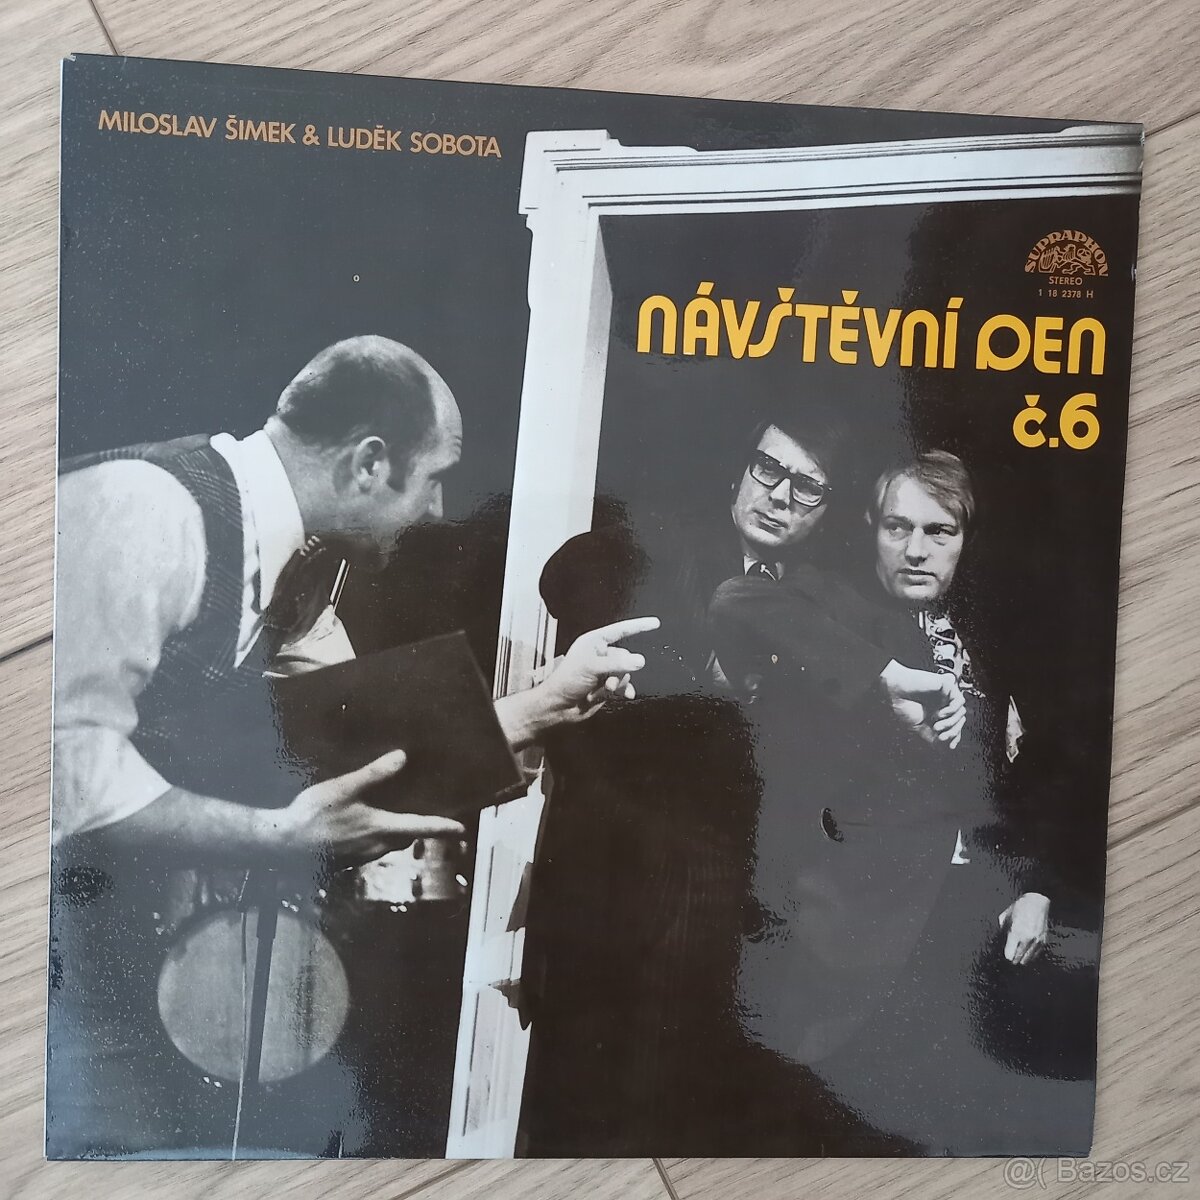 MILOSLAV ŠIMEK & LUDĚK SOBOTA
SUPRAPHON
STEREO
1 18 2378 H
NÁVŠTĚVNÍ DEN
č.6
@( Bazos.cz